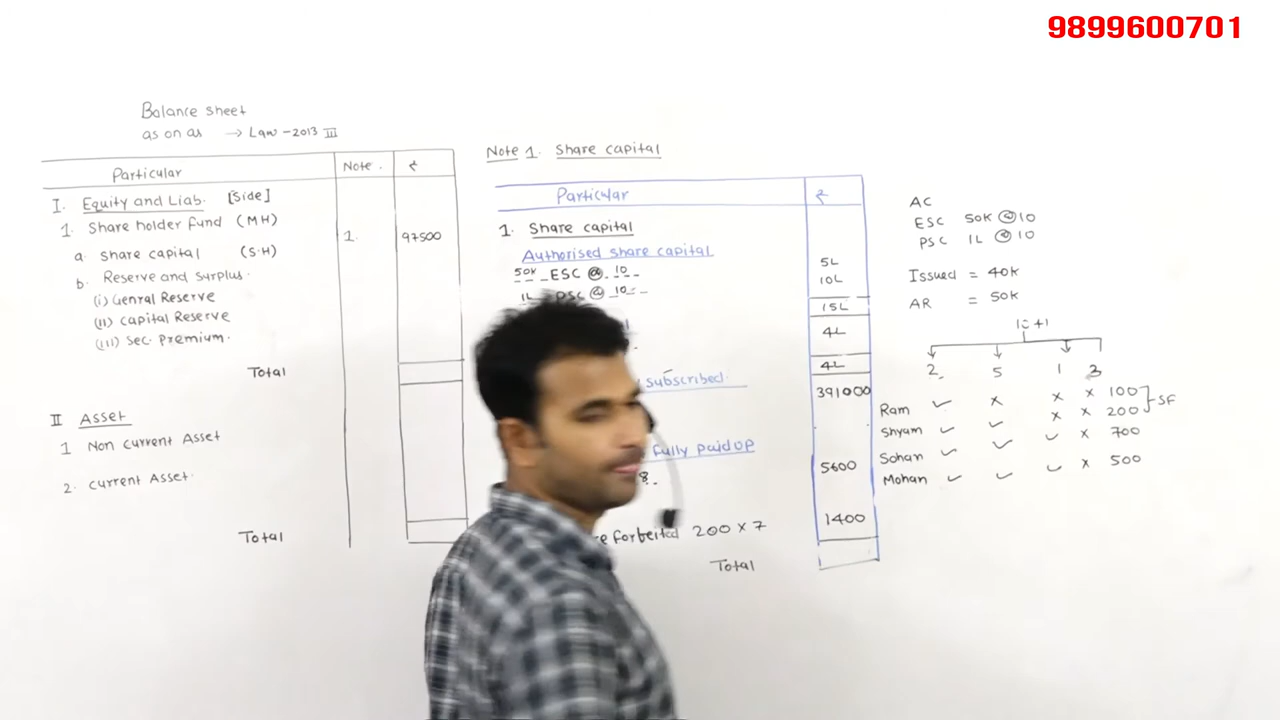 9899600701
Balance sheet
as on as → Law - 2013 III
Particular Note . ₹
I. Equity and Liab. [Side]
1. Share holder fund (MH)
a. share capital (S.H) 1. 97500
b. Reserve and surplus.
(i) Genral Reserve
(ii) Capital Reserve
(iii) Sec. Premium.
Total
II Asset
1 Non current Asset
2. current Asset.
Total
Note 1. Share capital
Particular ₹
1. Share capital
Authorised share capital
50K ESC @ 10 5L
1L PSC @ 10 10L
15L
4L
4L
subscribed
391000
fully paid up
8. 5600
forbeited 200 x 7 1400
Total
AC
ESC 50K @ 10
PSC 1L @ 10
Issued = 40K
AR = 50K
10+1
2 5 1 3
Ram ✓ x x x 100
Shyam ✓ ✓ x x 200 SF
Sohan ✓ ✓ ✓ x 700
Mohan ✓ ✓ ✓ x 500